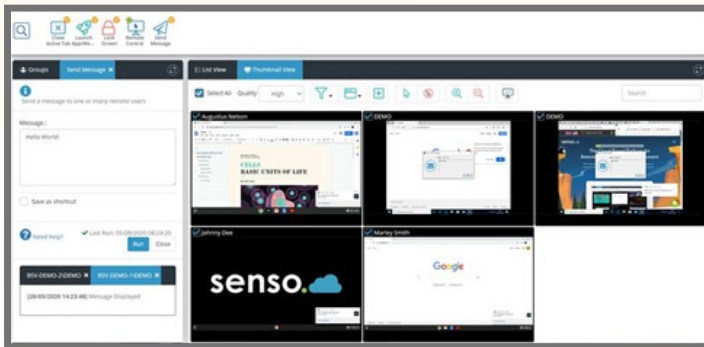 Close
Active Tab
Launch
App/We...
Lock
Screen
Remote
Control
Send
Message
Groups
Send Message
Send a message to one or many remote users
Message:
Hello World!
Save as shortcut
Need help?
Last Run: 05/28/2020 08:24:20
Run
Close
BSV-DEMO-2\DEMO
BSV-DEMO-1\DEMO
[28/05/2020 14:23:48] Message Displayed
List View
Thumbnail View
Select All
Quality
High
Search
Augustus Nelson
DEMO
DEMO
CELLS
BASIC UNITS OF LIFE
Johnny Dee
Marley Smith
senso.
Google